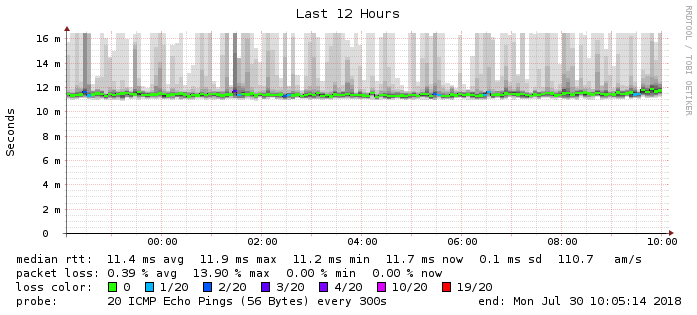 Last 12 Hours
RRDTOOL / TOBI OETIKER
Seconds
16 m
14 m
12 m
10 m
8 m
6 m
4 m
2 m
0
00:00 02:00 04:00 06:00 08:00 10:00
median rtt: 11.4 ms avg 11.9 ms max 11.2 ms min 11.7 ms now 0.1 ms sd 110.7 am/s
packet loss: 0.39 % avg 13.90 % max 0.00 % min 0.00 % now
loss color: 0 1/20 2/20 3/20 4/20 10/20 19/20
probe: 20 ICMP Echo Pings (56 Bytes) every 300s end: Mon Jul 30 10:05:14 2018